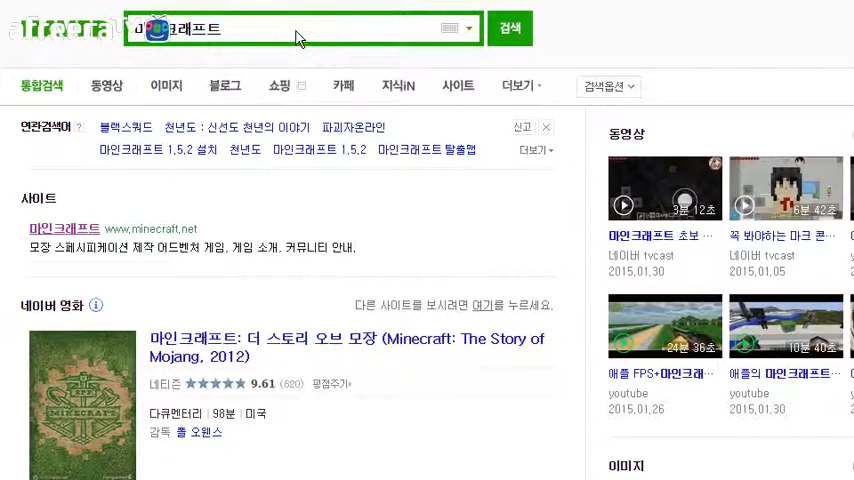 afreeca
마인크래프트
검색
통합검색 동영상 이미지 블로그 쇼핑 카페 지식iN 사이트 더보기 검색옵션
연관검색어 ? 블랙스쿼드 천년도 : 신선도 천년의 이야기 파괴자온라인 신고
마인크래프트 1.5.2 설치 천년도 마인크래프트 1.5.2 마인크래프트 탈출맵 더보기
사이트
마인크래프트 www.minecraft.net
모장 스페시피케이션 제작 어드벤처 게임, 게임 소개, 커뮤니티 안내.
네이버 영화 다른 사이트를 보시려면 여기를 누르세요.
마인크래프트: 더 스토리 오브 모장 (Minecraft: The Story of
Mojang, 2012)
네티즌 9.61 (620) 평점주기
다큐멘터리 | 98분 | 미국
감독 폴 오웬스
MINECRAFT
동영상
3분 12초
마인크래프트 초보 ...
네이버 tvcast
2015.01.30
6분 42초
꼭 봐야하는 마크 콘...
네이버 tvcast
2015.01.05
24분 36초
애플 FPS+마인크래...
youtube
2015.01.26
10분 40초
애플의 마인크래프트...
youtube
2015.01.30
이미지